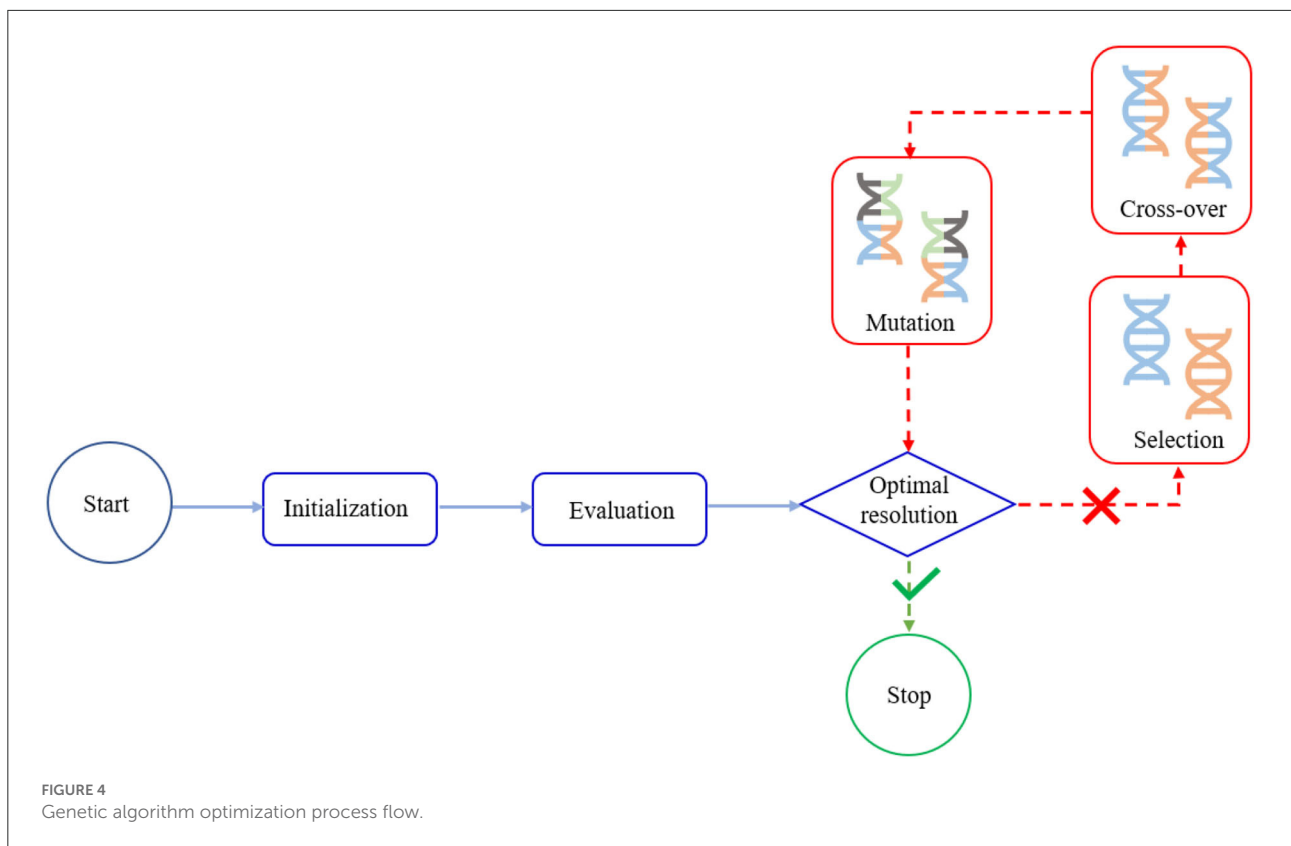 Start
Initialization
Evaluation
Optimal
resolution
Selection
Cross-over
Mutation
Stop
FIGURE 4
Genetic algorithm optimization process flow.